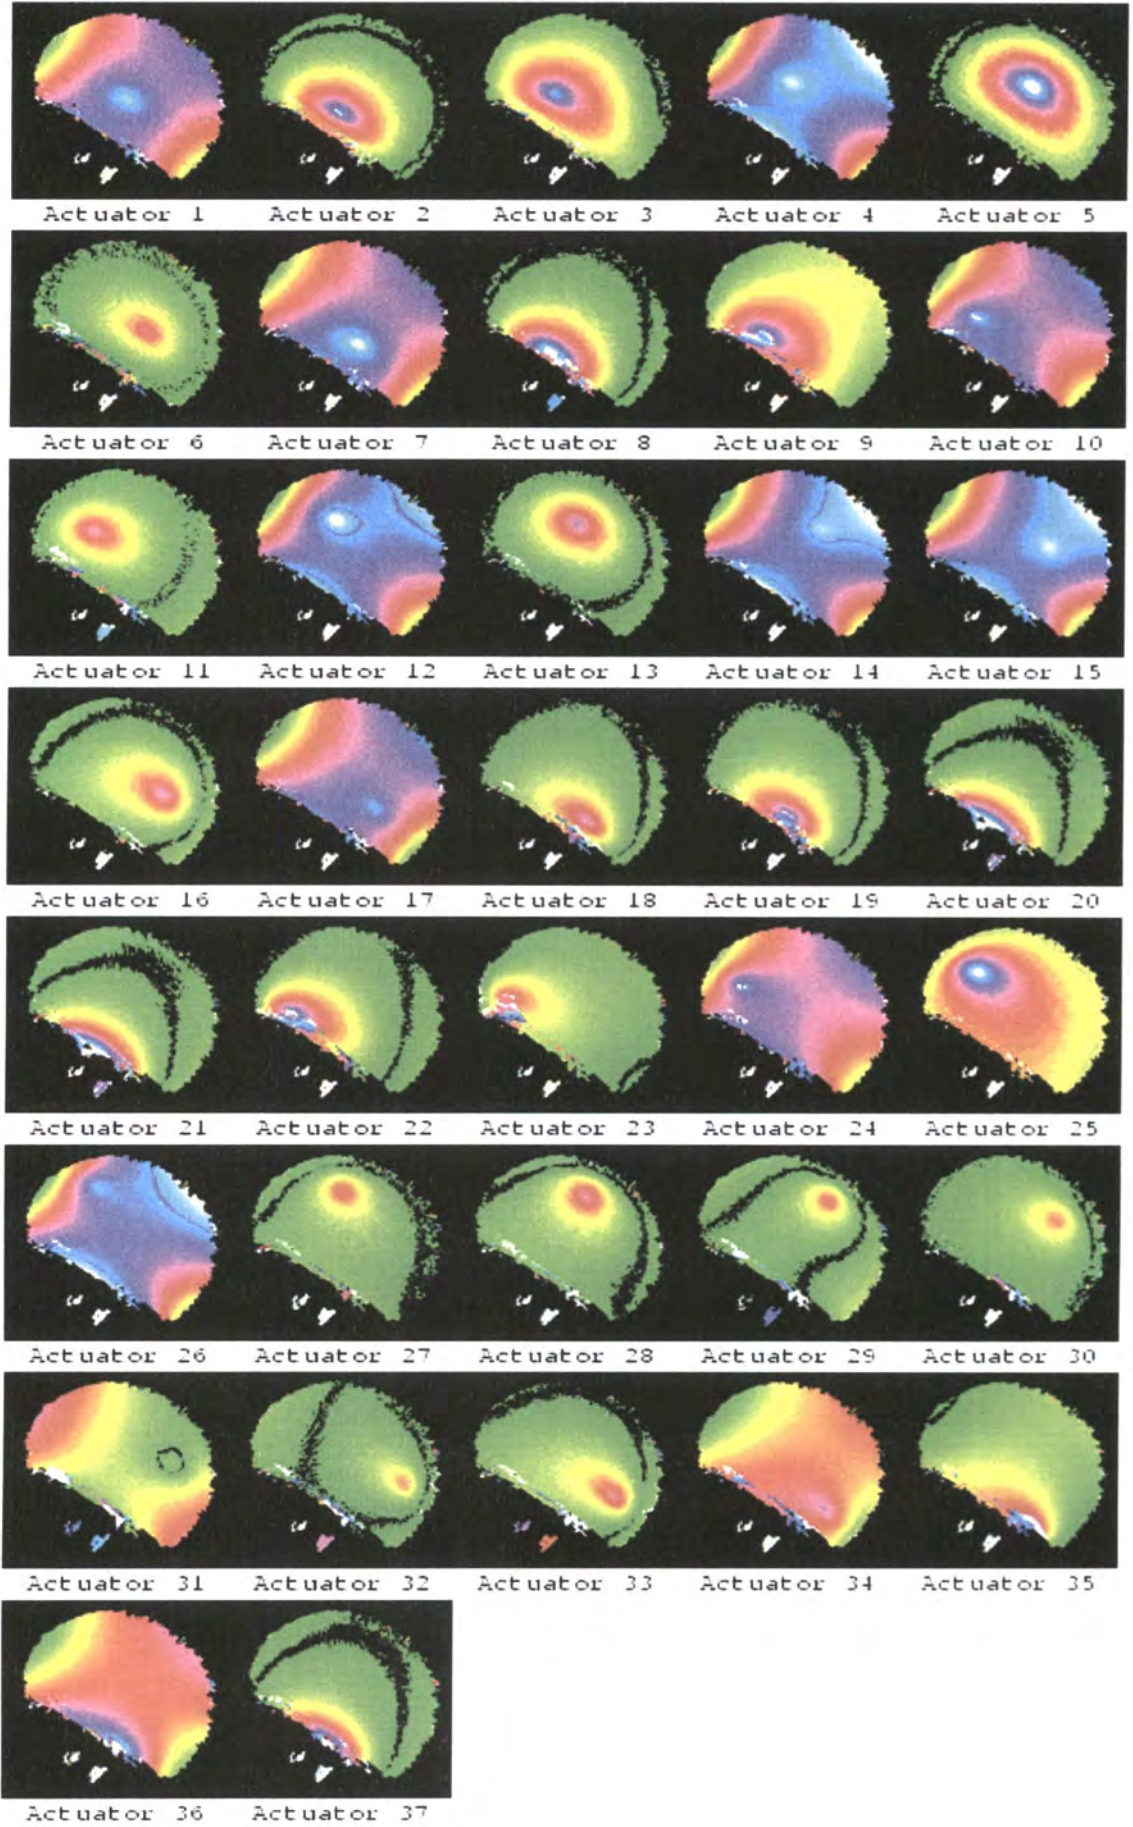 Actuator 1 Actuator 2 Actuator 3 Actuator 4 Actuator 5
Actuator 6 Actuator 7 Actuator 8 Actuator 9 Actuator 10
Actuator 11 Actuator 12 Actuator 13 Actuator 14 Actuator 15
Actuator 16 Actuator 17 Actuator 18 Actuator 19 Actuator 20
Actuator 21 Actuator 22 Actuator 23 Actuator 24 Actuator 25
Actuator 26 Actuator 27 Actuator 28 Actuator 29 Actuator 30
Actuator 31 Actuator 32 Actuator 33 Actuator 34 Actuator 35
Actuator 36 Actuator 37